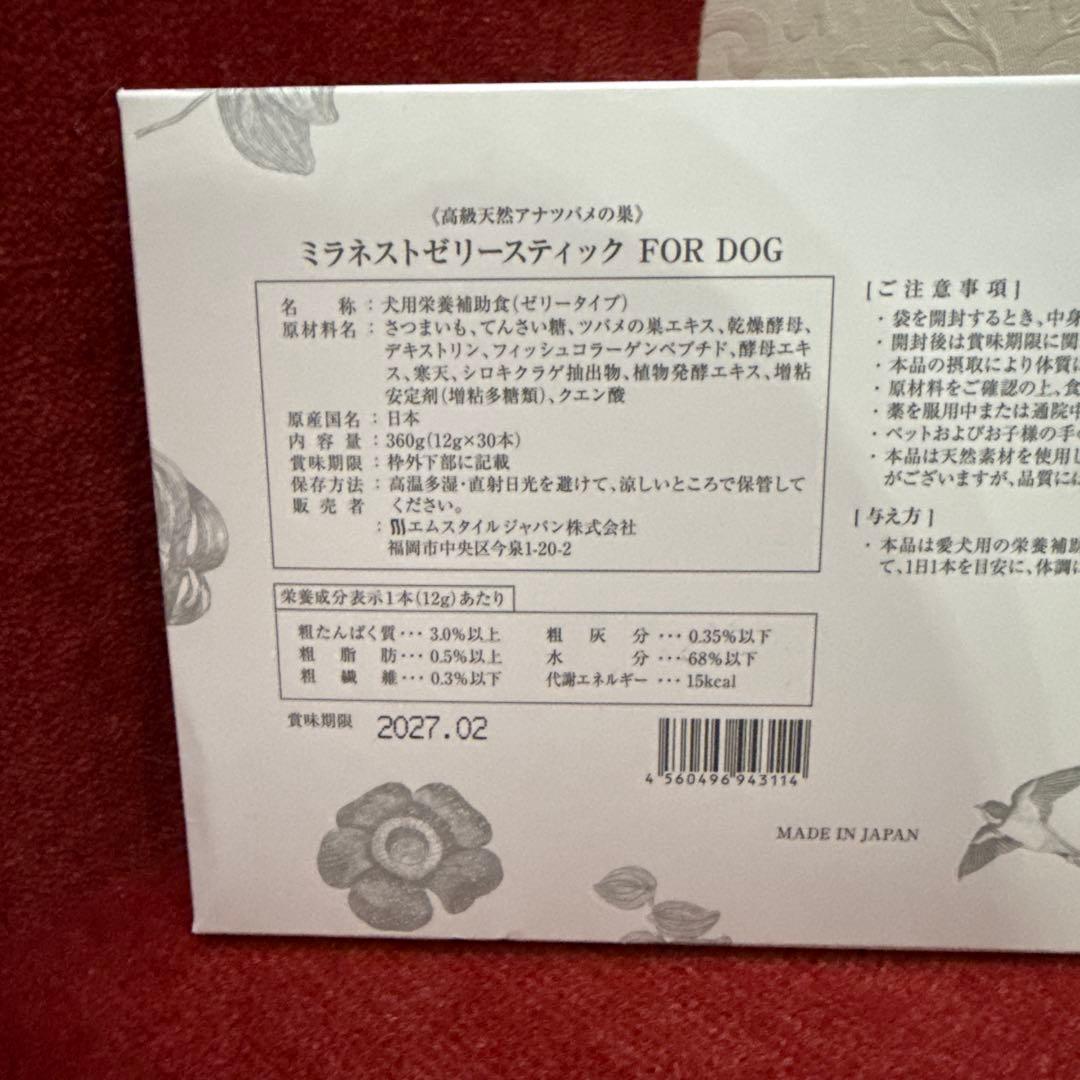 《高級天然アナツバメの巣》
ミラネストゼリースティック FOR DOG
名　　称：犬用栄養補助食(ゼリータイプ)
原材料名：さつまいも、てんさい糖、ツバメの巣エキス、乾燥酵母、
デキストリン、フィッシュコラーゲンペプチド、酵母エキ
ス、寒天、シロキクラゲ抽出物、植物発酵エキス、増粘
安定剤(増粘多糖類)、クエン酸
原産国名：日本
内 容 量：360g(12g×30本)
賞味期限：枠外下部に記載
保存方法：高温多湿・直射日光を避けて、涼しいところで保管して
ください。
販 売 者：エムスタイルジャパン株式会社
福岡市中央区今泉1-20-2
栄養成分表示1本(12g)あたり
粗たんぱく質・・・3.0%以上
粗　脂　肪・・・0.5%以上
粗　繊　維・・・0.3%以下
粗　灰　分・・・0.35%以下
水　　　分・・・68%以下
代謝エネルギー・・・15kcal
賞味期限 2027.02
4 560496 943114
MADE IN JAPAN
[ご注意事項]
・袋を開封するとき、中身
・開封後は賞味期限に関
・本品の摂取により体質に
・原材料をご確認の上、食
・薬を服用中または通院中
・ペットおよびお子様の手の
・本品は天然素材を使用し
がございますが、品質には
[与え方]
・本品は愛犬用の栄養補助
て、1日1本を目安に、体調に